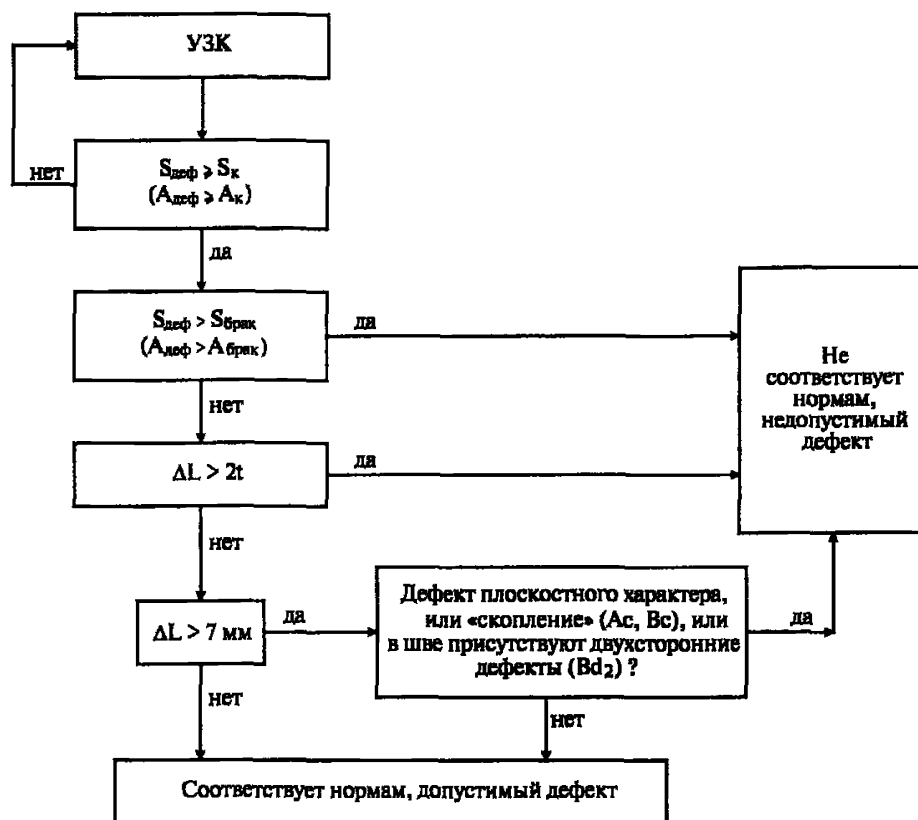 УЗК
нет
Sдеф ⩾ Sк
(Aдеф ⩾ Aк)
да
Sдеф > Sбрак
(Aдеф > Aбрак)
да
Не
соответствует
нормам,
недопустимый
дефект
нет
ΔL > 2t
да
нет
ΔL > 7 мм
да
Дефект плоскостного характера,
или «скопление» (Ac, Bc), или
в шве присутствуют двухсторонние
дефекты (Bd₂) ?
да
нет
нет
Соответствует нормам, допустимый дефект